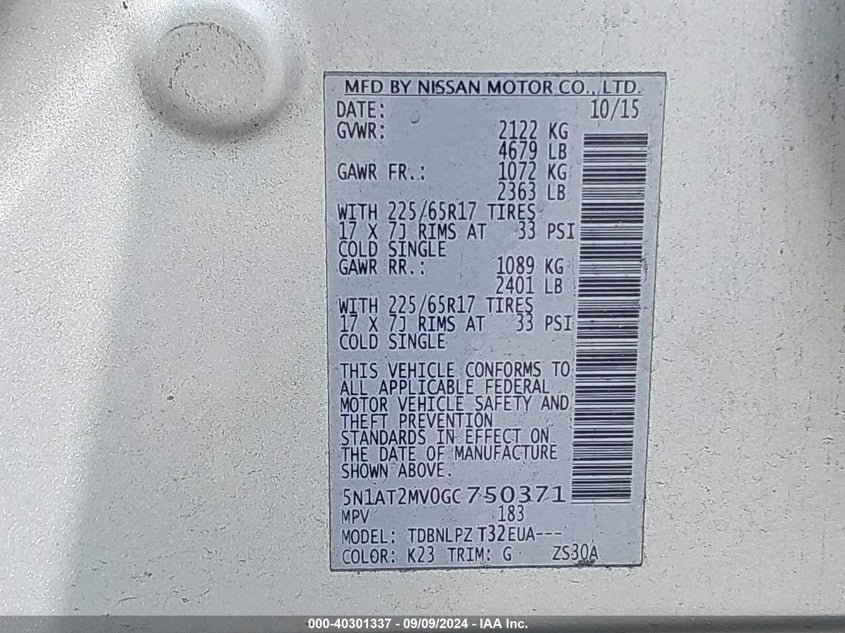 MFD BY NISSAN MOTOR CO., LTD.
DATE: 10/15
GVWR: 2122 KG
4679 LB
GAWR FR.: 1072 KG
2363 LB
WITH 225/65R17 TIRES
17 X 7J RIMS AT 33 PSI
COLD SINGLE
GAWR RR.: 1089 KG
2401 LB
WITH 225/65R17 TIRES
17 X 7J RIMS AT 33 PSI
COLD SINGLE
THIS VEHICLE CONFORMS TO
ALL APPLICABLE FEDERAL
MOTOR VEHICLE SAFETY AND
THEFT PREVENTION
STANDARDS IN EFFECT ON
THE DATE OF MANUFACTURE
SHOWN ABOVE.
5N1AT2MV0GC750371
MPV 183
MODEL: TDBNLPZ T32EUA---
COLOR: K23 TRIM: G ZS30A
000-40301337 - 09/09/2024 - IAA Inc.